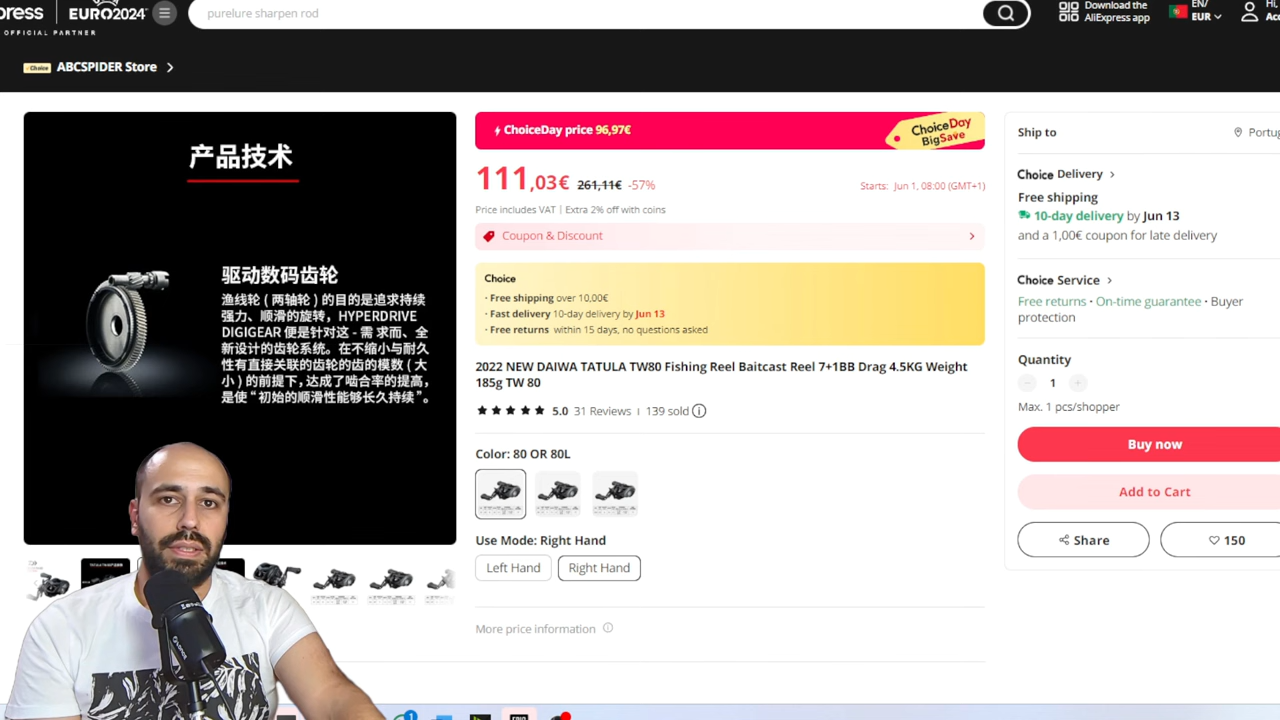 press
EURO2024
OFFICIAL PARTNER
purelure sharpen rod
Download the
AliExpress app
EN/
EUR
Hi,
Acc
Choice ABCSPIDER Store
产品技术
驱动数码齿轮
渔线轮 ( 两轴轮 ) 的目的是追求持续
强力、顺滑的旋转，HYPERDRIVE
DIGIGEAR 便是针对这 - 需 求而、全
新设计的齿轮系统。在不缩小与耐久
性有直接关联的齿轮的齿的模数 ( 大
小 ) 的前提下，达成了啮合率的提高，
是使 “初始的顺滑性能够长久持续”。
ChoiceDay price 96,97€
ChoiceDay
BigSave
111,03€ 261,11€ -57%
Starts: Jun 1, 08:00 (GMT+1)
Price includes VAT | Extra 2% off with coins
Coupon & Discount
Choice
· Free shipping over 10,00€
· Fast delivery 10-day delivery by Jun 13
· Free returns within 15 days, no questions asked
2022 NEW DAIWA TATULA TW80 Fishing Reel Baitcast Reel 7+1BB Drag 4.5KG Weight
185g TW 80
5.0 31 Reviews | 139 sold
Color: 80 OR 80L
Use Mode: Right Hand
Left Hand Right Hand
More price information
Ship to Portug
Choice Delivery
Free shipping
10-day delivery by Jun 13
and a 1,00€ coupon for late delivery
Choice Service
Free returns · On-time guarantee · Buyer
protection
Quantity
1
Max. 1 pcs/shopper
Buy now
Add to Cart
Share 150